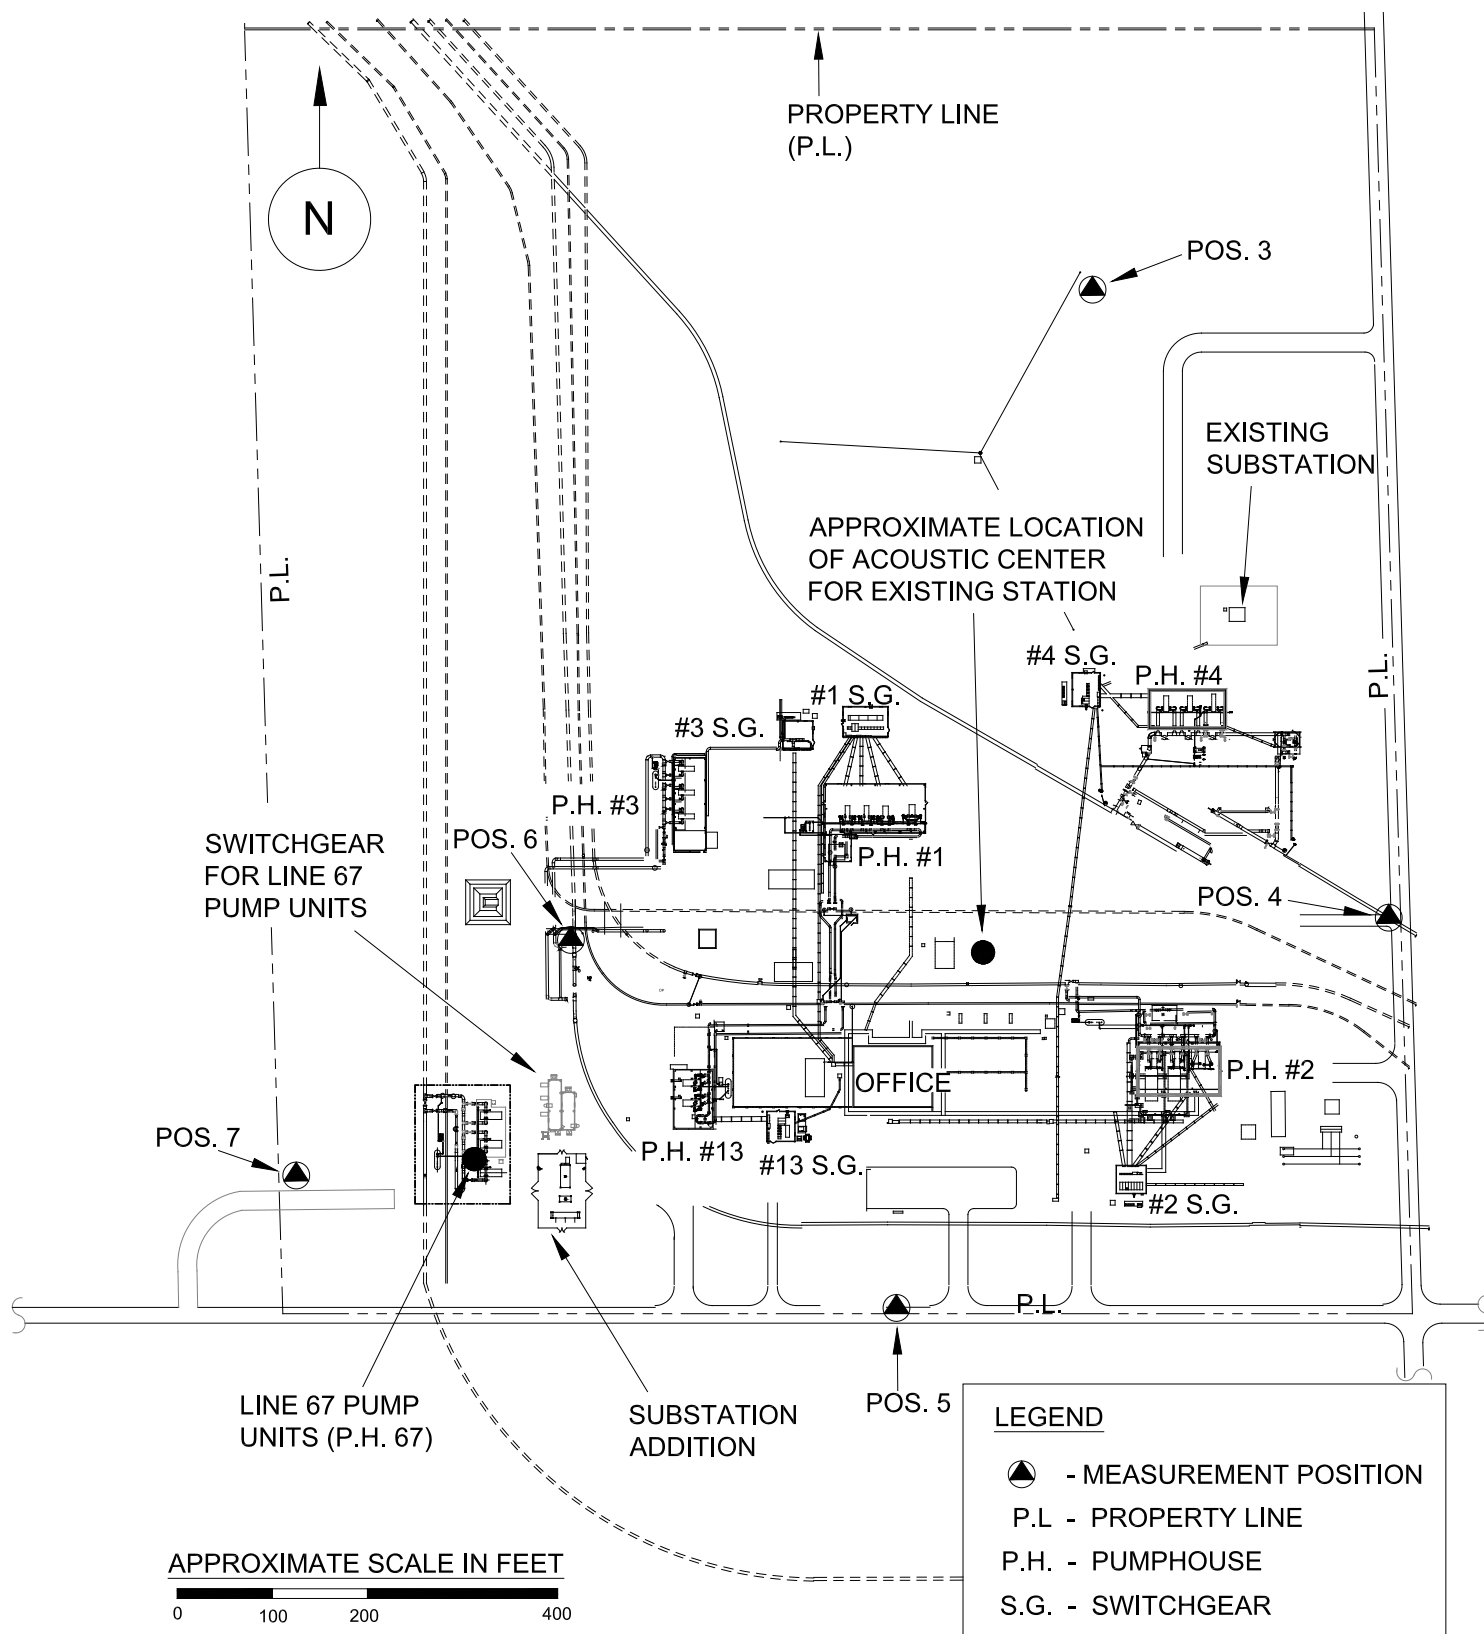 PROPERTY LINE
(P.L.)
N
POS. 3
EXISTING
SUBSTATION
APPROXIMATE LOCATION
OF ACOUSTIC CENTER
FOR EXISTING STATION
P.L.
P.L.
#4 S.G.
P.H. #4
#1 S.G.
#3 S.G.
P.H. #3
POS. 6
SWITCHGEAR
FOR LINE 67
PUMP UNITS
P.H. #1
POS. 4
OFFICE
P.H. #2
POS. 7
P.H. #13
#13 S.G.
#2 S.G.
P.L.
LINE 67 PUMP
UNITS (P.H. 67)
SUBSTATION
ADDITION
POS. 5
LEGEND
- MEASUREMENT POSITION
P.L - PROPERTY LINE
P.H. - PUMPHOUSE
S.G. - SWITCHGEAR
APPROXIMATE SCALE IN FEET
0 100 200 400